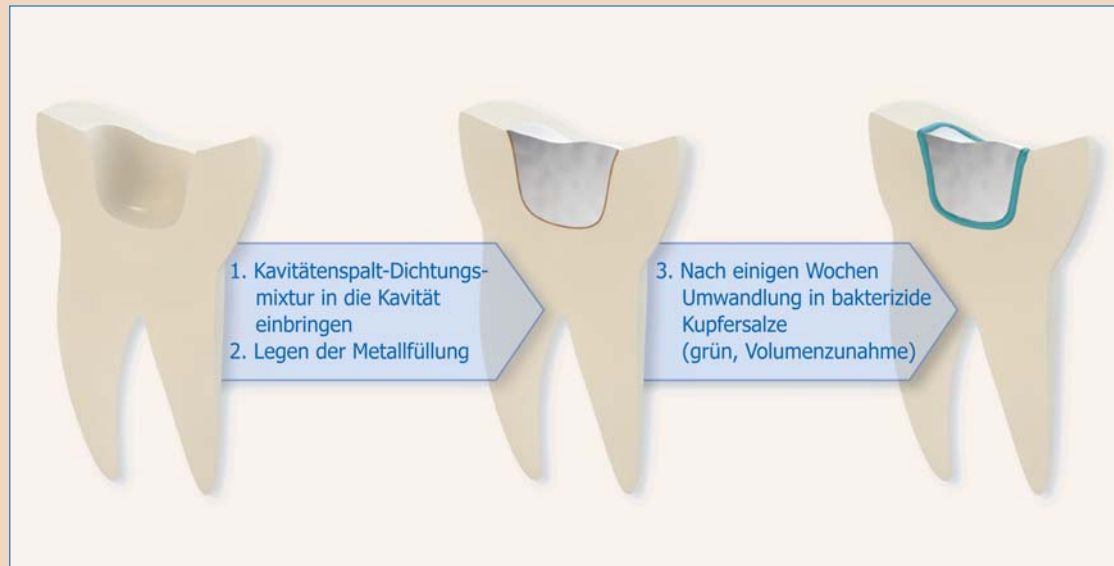 1. Kavitätenspalt-Dichtungs-
mixtur in die Kavität
einbringen
2. Legen der Metallfüllung
3. Nach einigen Wochen
Umwandlung in bakterizide
Kupfersalze
(grün, Volumenzunahme)